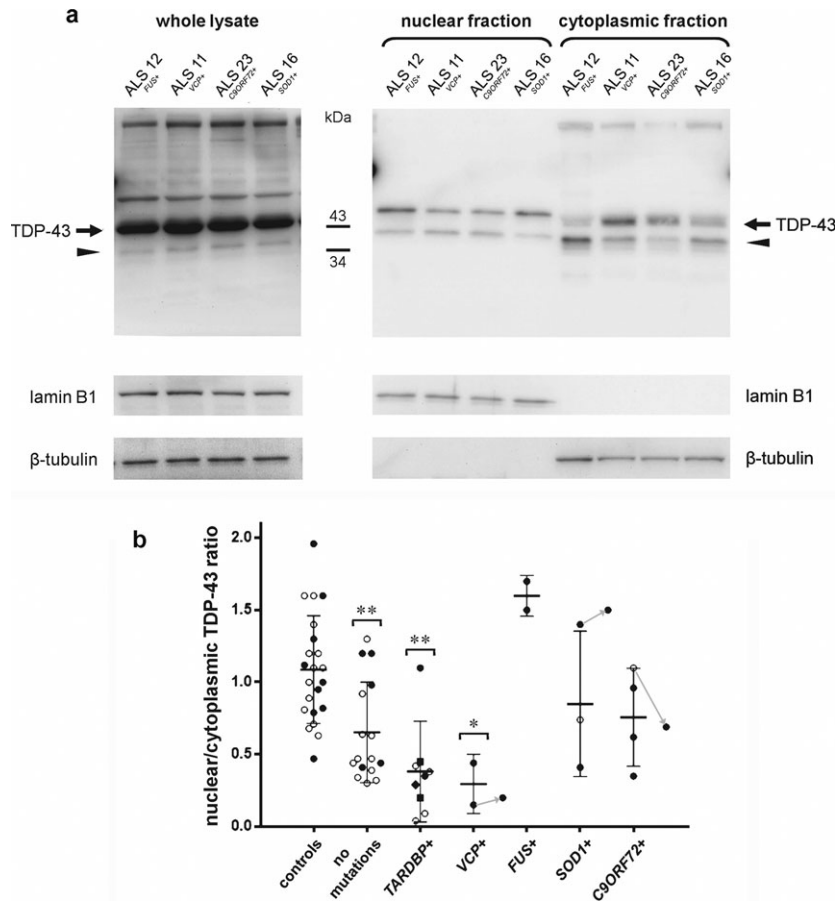 a
whole lysate
nuclear fraction
cytoplasmic fraction
ALS 12 FUS+
ALS 11 VCP+
ALS 23 C9ORF72+
ALS 16 SOD1+
ALS 12 FUS+
ALS 11 VCP+
ALS 23 C9ORF72+
ALS 16 SOD1+
ALS 12 FUS+
ALS 11 VCP+
ALS 23 C9ORF72+
ALS 16 SOD1+
kDa
TDP-43
43
34
TDP-43
lamin B1
lamin B1
β-tubulin
β-tubulin
b
nuclear/cytoplasmic TDP-43 ratio
2.0
1.5
1.0
0.5
0.0
**
**
*
controls
no
mutations
TARDBP+
VCP+
FUS+
SOD1+
C9ORF72+